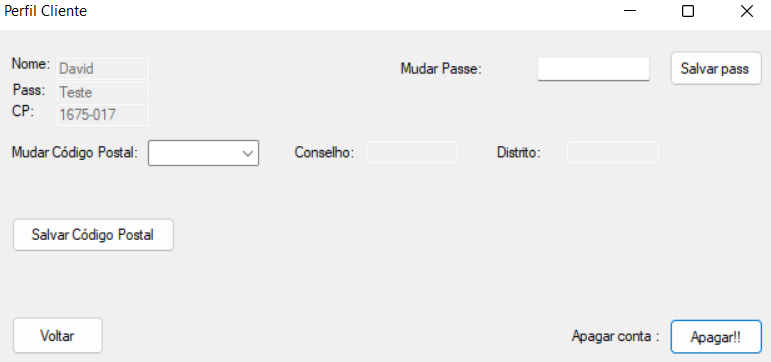 Perfil Cliente
Nome: David
Mudar Passe:
Salvar pass
Pass: Teste
CP: 1675-017
Mudar Código Postal:
Conselho:
Distrito:
Salvar Código Postal
Voltar
Apagar conta :
Apagar!!